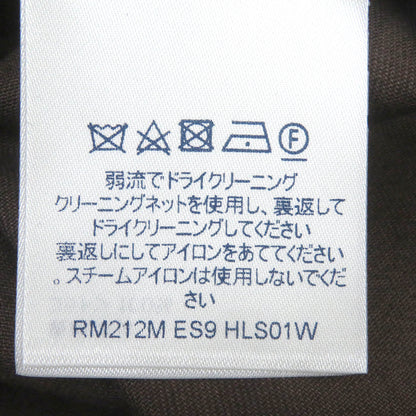 F
弱流でドライクリーニング
クリーニングネットを使用し、裏返して
ドライクリーニングしてください
裏返しにしてアイロンをあててくださ
い
。スチームアイロンは使用しないでくだ
さい
RM212M ES9 HLS01W